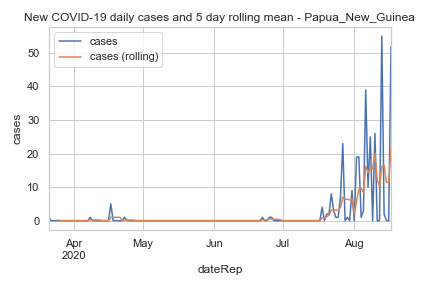 New COVID-19 daily cases and 5 day rolling mean - Papua_New_Guinea
cases
cases (rolling)
50
40
30
20
10
0
cases
Apr
2020
May
Jun
Jul
Aug
dateRep